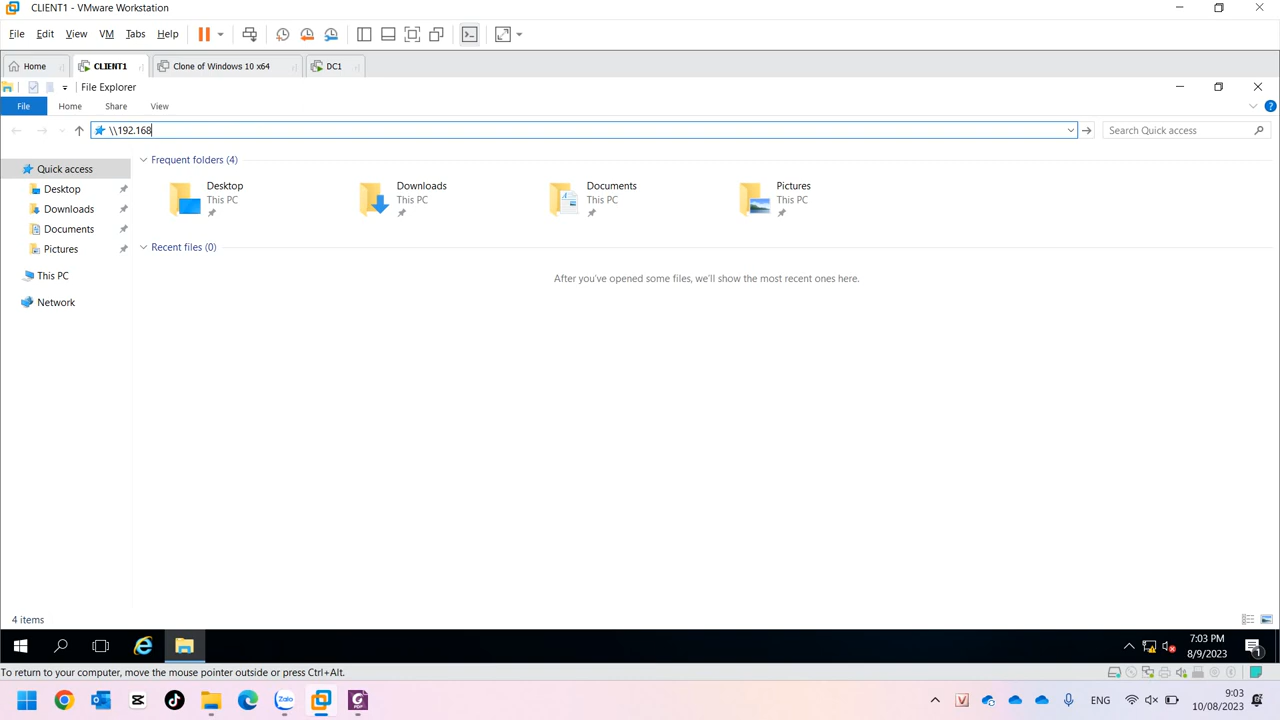 CLIENT1 - VMware Workstation
File Edit View VM Tabs Help
Home CLIENT1 Clone of Windows 10 x64 DC1
File Explorer
File Home Share View
\\192.168 Search Quick access
Quick access
Desktop
Downloads
Documents
Pictures
This PC
Network
Frequent folders (4)
Desktop
This PC
Downloads
This PC
Documents
This PC
Pictures
This PC
Recent files (0)
After you've opened some files, we'll show the most recent ones here.
4 items
7:03 PM
8/9/2023
1
To return to your computer, move the mouse pointer outside or press Ctrl+Alt.
Zalo
PDF
ENG
9:03
10/08/2023